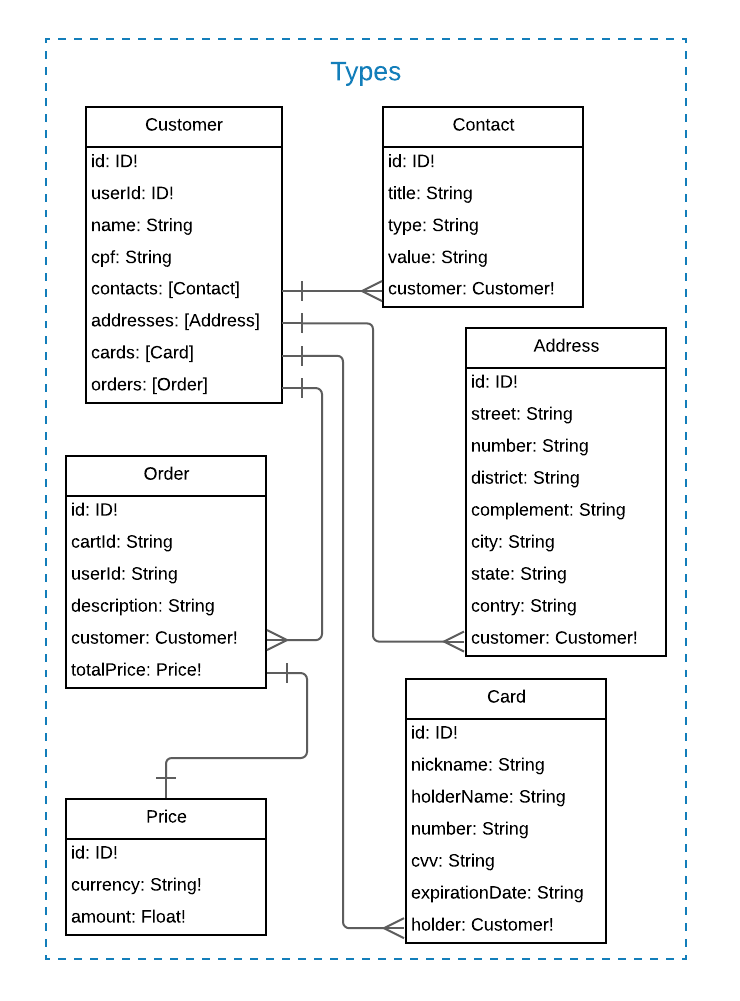 Types
Customer
id: ID!
userId: ID!
name: String
cpf: String
contacts: [Contact]
addresses: [Address]
cards: [Card]
orders: [Order]
Contact
id: ID!
title: String
type: String
value: String
customer: Customer!
Address
id: ID!
street: String
number: String
district: String
complement: String
city: String
state: String
contry: String
customer: Customer!
Order
id: ID!
cartId: String
userId: String
description: String
customer: Customer!
totalPrice: Price!
Card
id: ID!
nickname: String
holderName: String
number: String
cvv: String
expirationDate: String
holder: Customer!
Price
id: ID!
currency: String!
amount: Float!